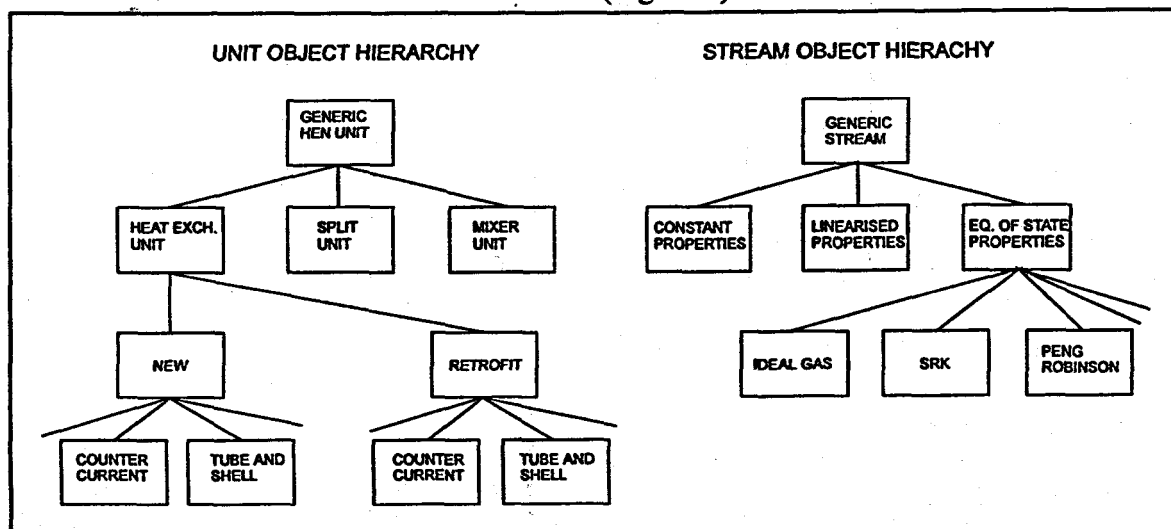 UNIT OBJECT HIERARCHY
STREAM OBJECT HIERACHY
GENERIC
HEN UNIT
GENERIC
STREAM
HEAT EXCH.
UNIT
SPLIT
UNIT
MIXER
UNIT
CONSTANT
PROPERTIES
LINEARISED
PROPERTIES
EQ. OF STATE
PROPERTIES
NEW
RETROFIT
IDEAL GAS
SRK
PENG
ROBINSON
COUNTER
CURRENT
TUBE AND
SHELL
COUNTER
CURRENT
TUBE AND
SHELL